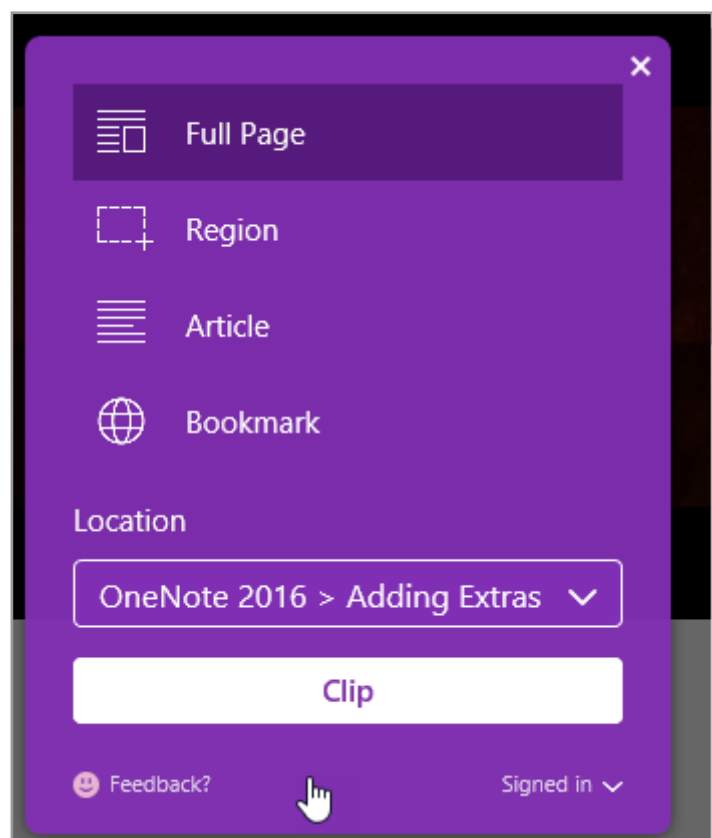 Full Page
Region
Article
Bookmark
Location
OneNote 2016 > Adding Extras
Clip
Feedback?
Signed in